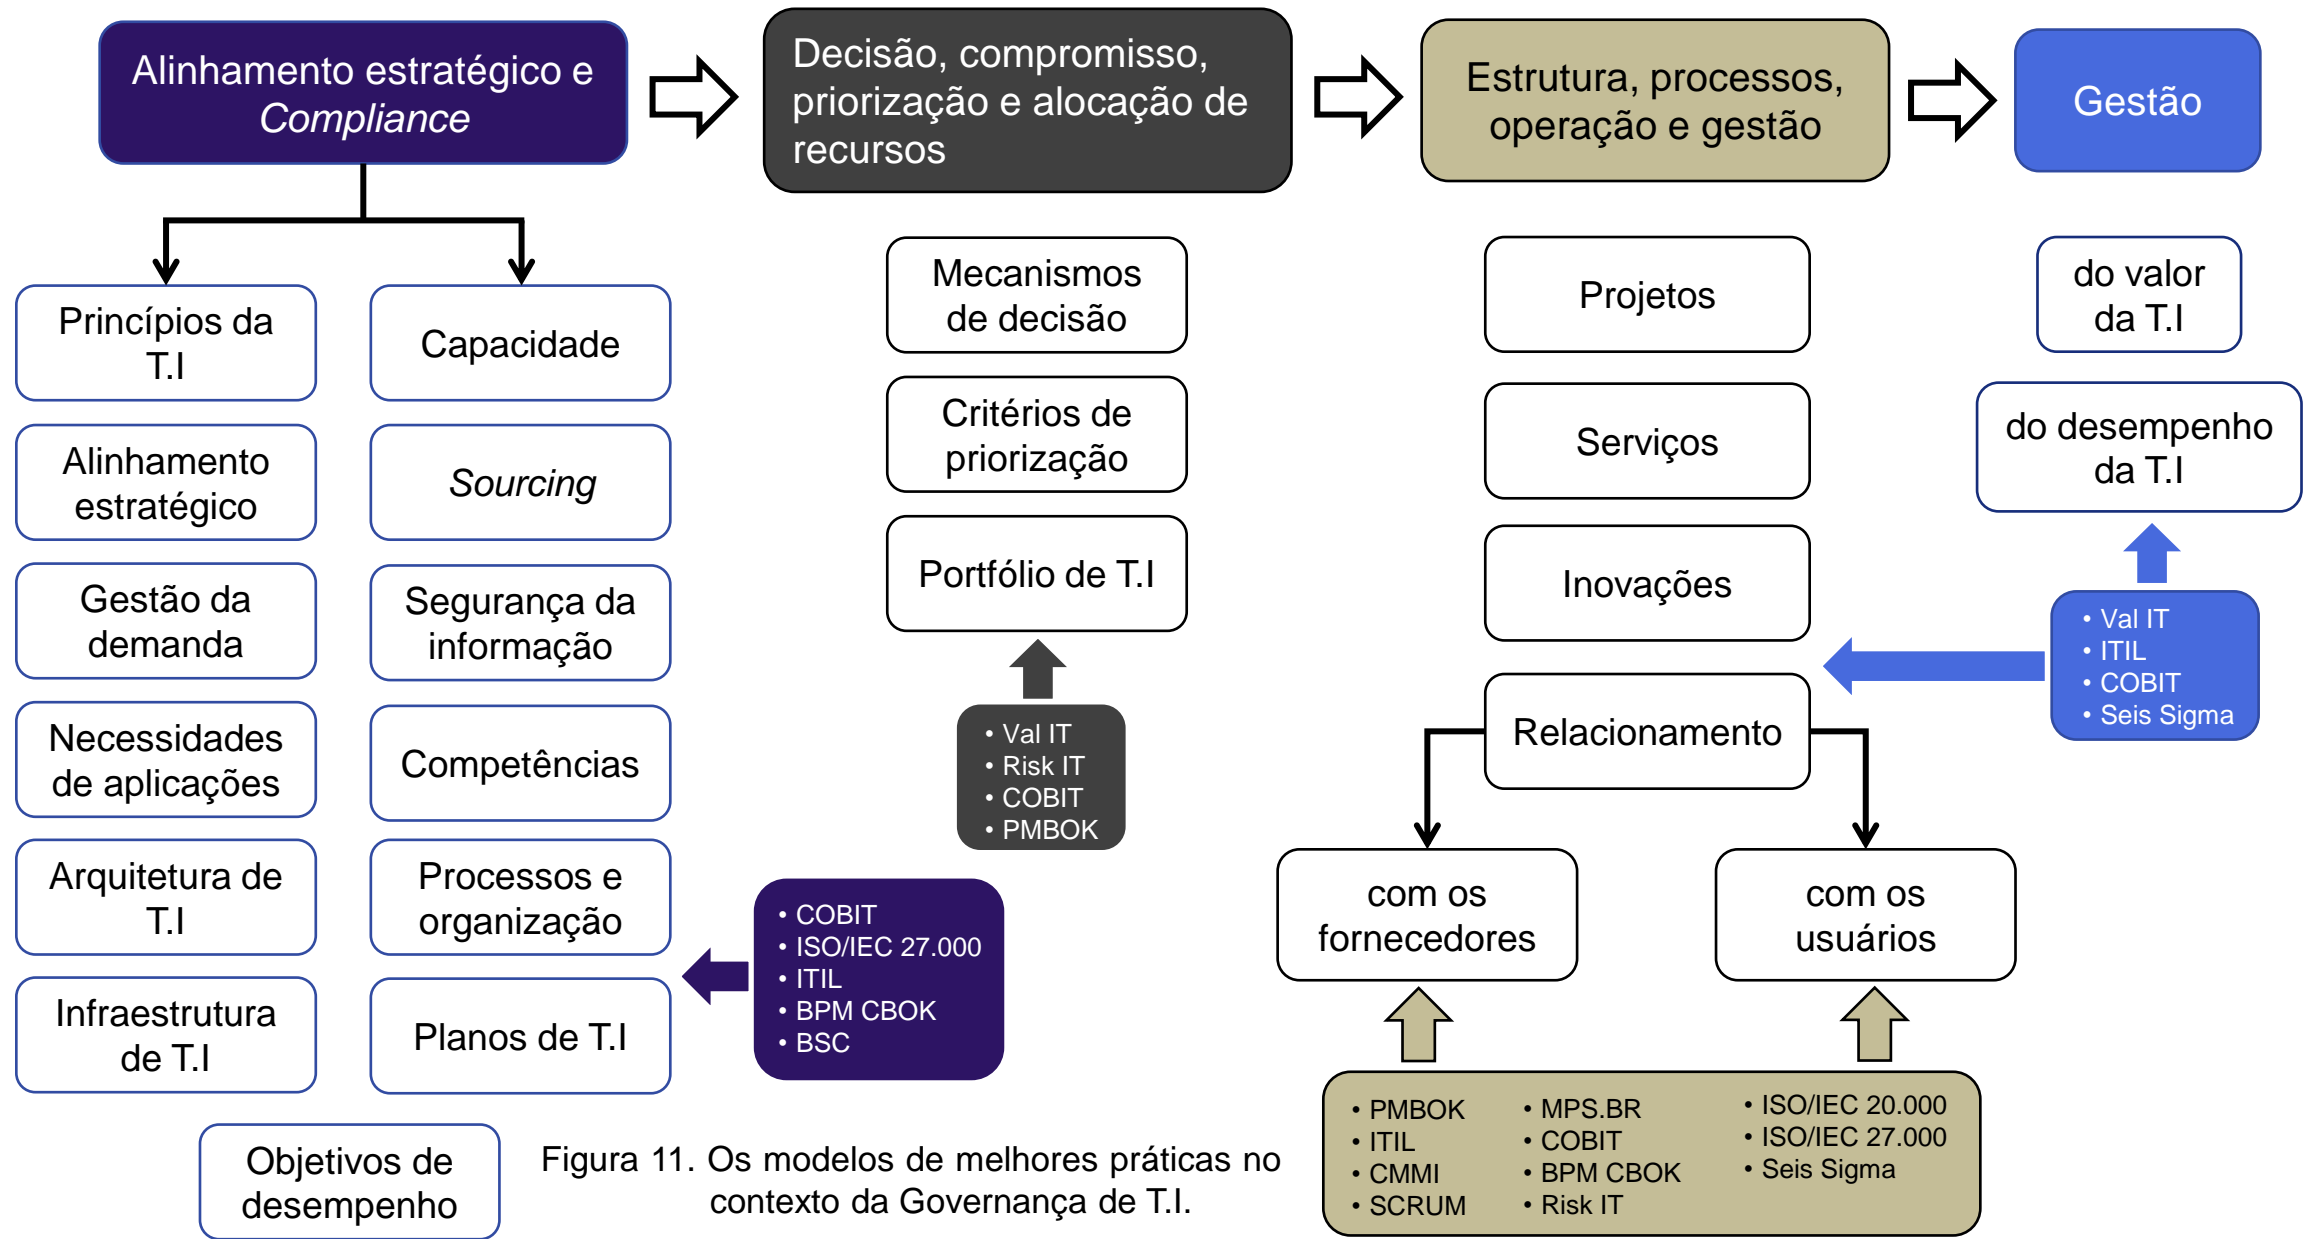 Alinhamento estratégico e
Compliance
Decisão, compromisso,
priorização e alocação de
recursos
Estrutura, processos,
operação e gestão
Gestão
Princípios da
T.I
Alinhamento
estratégico
Gestão da
demanda
Necessidades
de aplicações
Arquitetura de
T.I
Infraestrutura
de T.I
Capacidade
Sourcing
Segurança da
informação
Competências
Processos e
organização
Planos de T.I
Objetivos de
desempenho
• COBIT
• ISO/IEC 27.000
• ITIL
• BPM CBOK
• BSC
Mecanismos
de decisão
Critérios de
priorização
Portfólio de T.I
• Val IT
• Risk IT
• COBIT
• PMBOK
Projetos
Serviços
Inovações
Relacionamento
com os
fornecedores
com os
usuários
• PMBOK
• ITIL
• CMMI
• SCRUM
• MPS.BR
• COBIT
• BPM CBOK
• Risk IT
• ISO/IEC 20.000
• ISO/IEC 27.000
• Seis Sigma
do valor
da T.I
do desempenho
da T.I
• Val IT
• ITIL
• COBIT
• Seis Sigma
Figura 11. Os modelos de melhores práticas no
contexto da Governança de T.I.